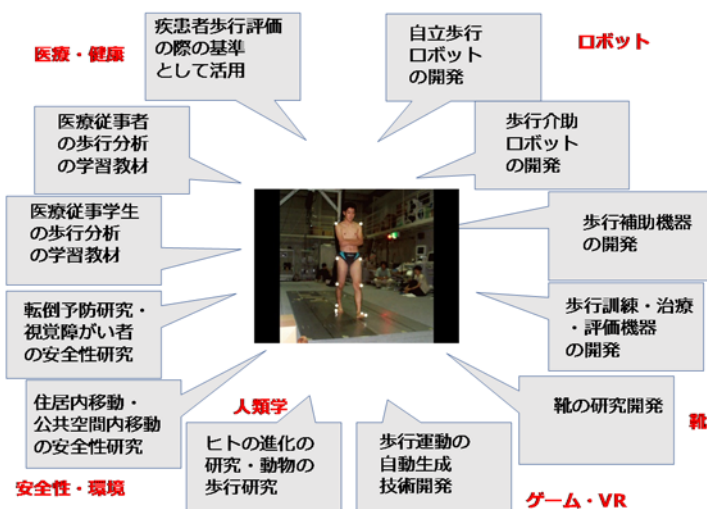 医療・健康
疾患者歩行評価
の際の基準
として活用
自立歩行
ロボット
の開発
ロボット
医療従事者
の歩行分析
の学習教材
歩行介助
ロボット
の開発
医療従事学生
の歩行分析
の学習教材
歩行補助機器
の開発
転倒予防研究・
視覚障がい者
の安全性研究
歩行訓練・治療
・評価機器
の開発
住居内移動・
公共空間内移動
の安全性研究
人類学
靴の研究開発
靴
ヒトの進化の
研究・動物の
歩行研究
歩行運動の
自動生成
技術開発
安全性・環境
ゲーム・VR